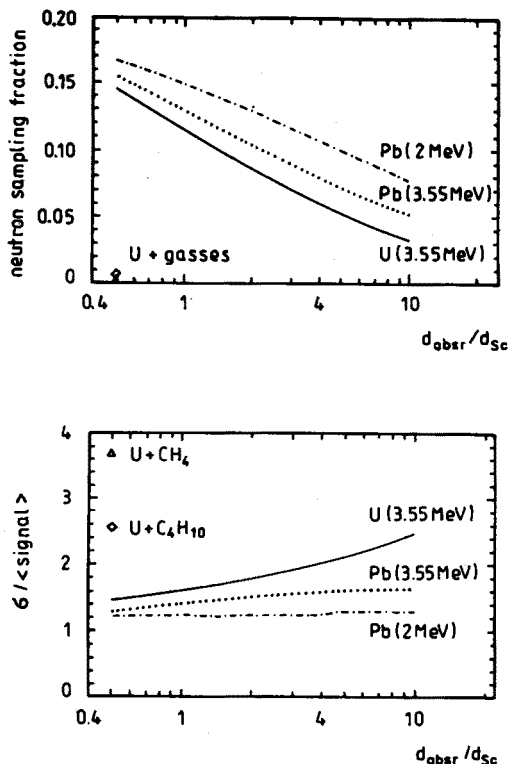 neutron sampling fraction
0,20
0.15
0.10
0.05
0
Pb(2MeV)
Pb(3.55MeV)
U(3.55MeV)
U + gasses
0.4
1
4
10
d_absr/d_Sc
σ/<signal>
4
3
2
1
0
U+CH₄
U+C₄H₁₀
U(3.55MeV)
Pb(3.55MeV)
Pb(2MeV)
0.4
1
4
10
d_absr/d_Sc